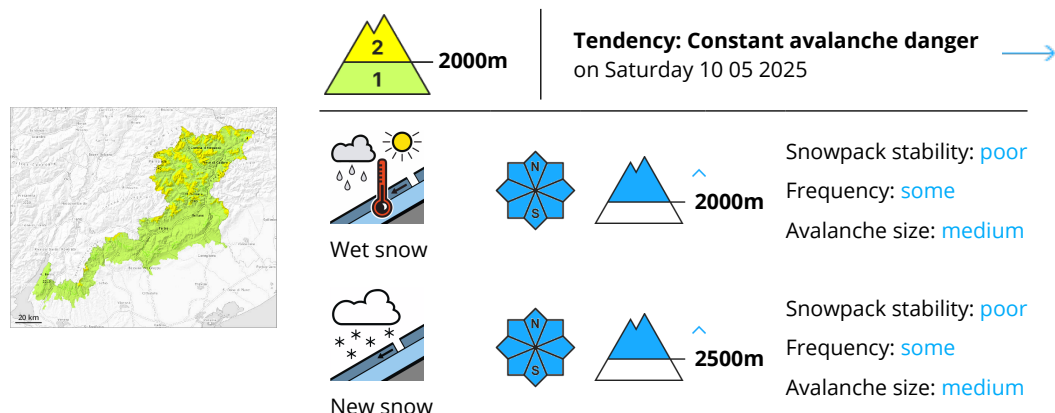 2
1
2000m
Tendency: Constant avalanche danger
on Saturday 10 05 2025
20 km
N
S
2000m
Snowpack stability: poor
Frequency: some
Avalanche size: medium
Wet snow
N
S
2500m
Snowpack stability: poor
Frequency: some
Avalanche size: medium
New snow